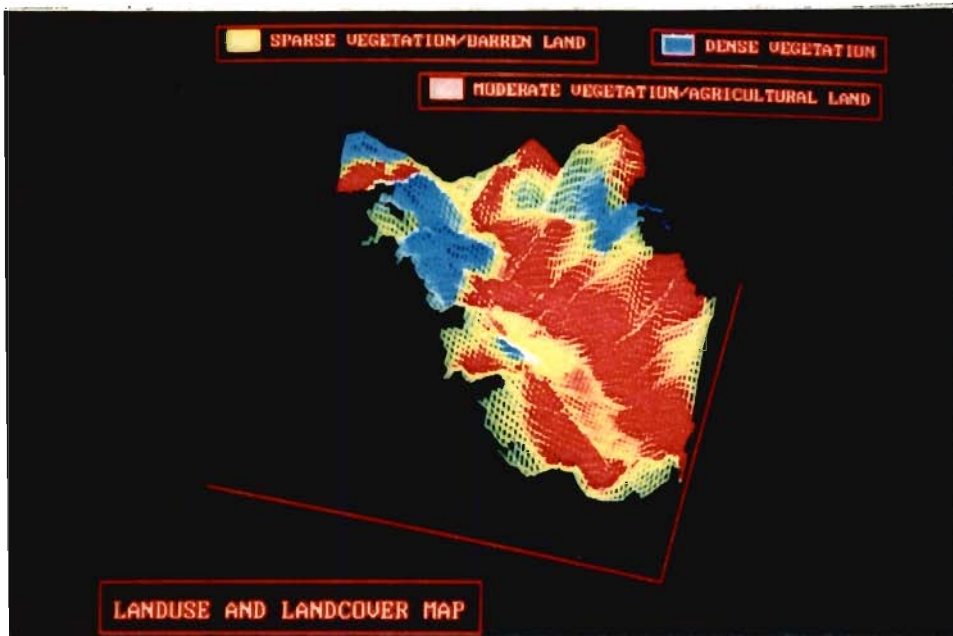 SPARSE VEGETATION/BARREN LAND
DENSE VEGETATION
MODERATE VEGETATION/AGRICULTURAL LAND
LANDUSE AND LANDCOVER MAP